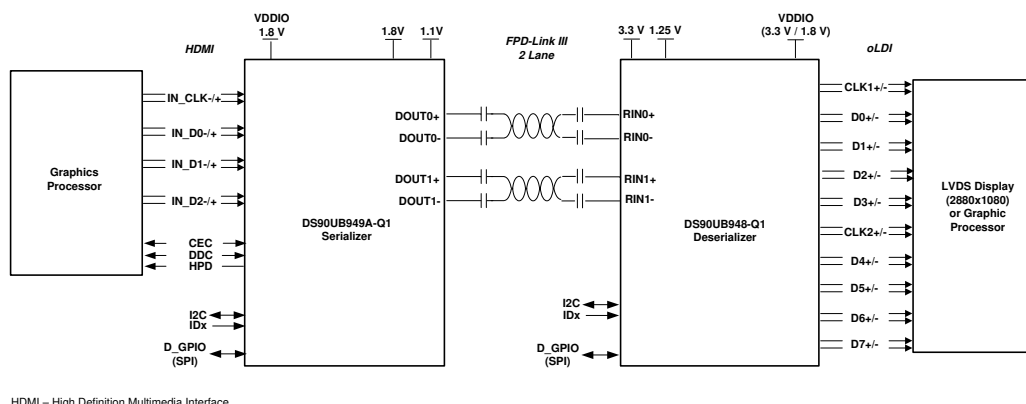 VDDIO
1.8 V
1.8V
1.1V
HDMI
FPD-Link III
2 Lane
3.3 V
1.25 V
VDDIO
(3.3 V / 1.8 V)
oLDI
Graphics
Processor
IN_CLK-/+
IN_D0-/+
IN_D1-/+
IN_D2-/+
CEC
DDC
HPD
I2C
IDx
D_GPIO
(SPI)
DOUT0+
DOUT0-
DOUT1+
DOUT1-
DS90UB949A-Q1
Serializer
RIN0+
RIN0-
RIN1+
RIN1-
DS90UB948-Q1
Deserializer
I2C
IDx
D_GPIO
(SPI)
CLK1+/-
D0+/-
D1+/-
D2+/-
D3+/-
CLK2+/-
D4+/-
D5+/-
D6+/-
D7+/-
LVDS Display
(2880x1080)
or Graphic
Processor
HDMI – High Definition Multimedia Interface